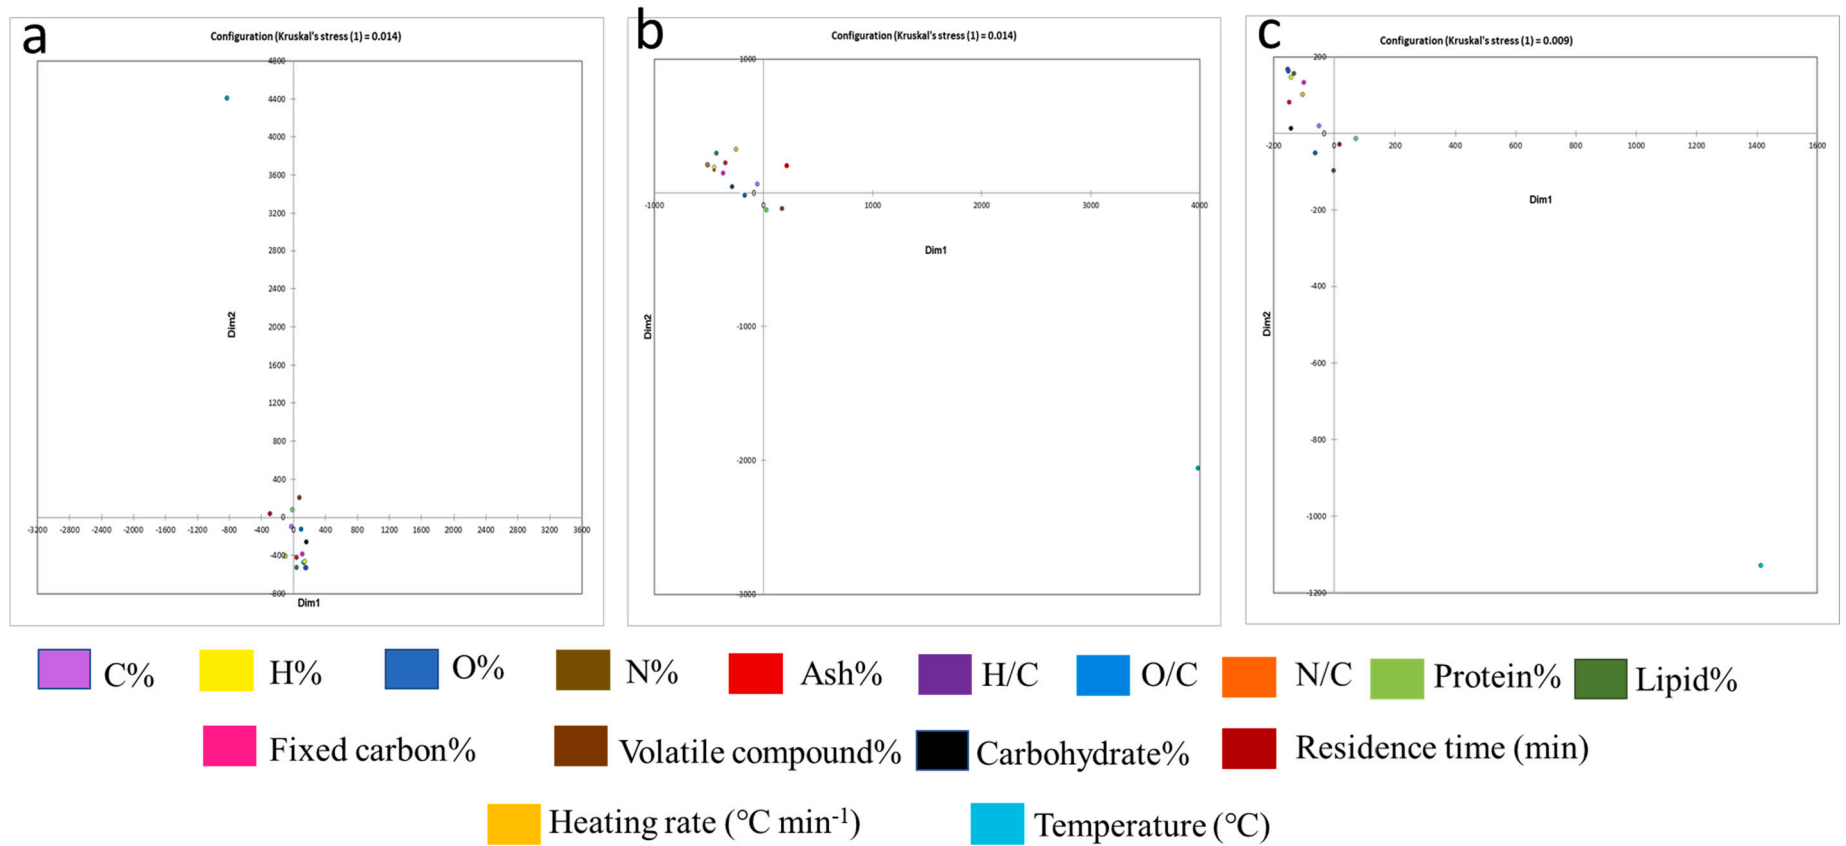 a
Configuration (Kruskal's stress (1) = 0.014)
4800
4400
4000
3600
3200
2800
2400
2000
1600
1200
800
400
0
-400
-800
-3200 -2800 -2400 -2000 -1600 -1200 -800 -400 0 400 800 1200 1600 2000 2400 2800 3200 3600
Dim2
Dim1
b
Configuration (Kruskal's stress (1) = 0.014)
1000
0
-1000
-2000
-3000
-1000 0 1000 2000 3000 4000
Dim1
Dim2
c
Configuration (Kruskal's stress (1) = 0.009)
200
0
-200
-400
-600
-800
-1000
-1200
-200 0 200 400 600 800 1000 1200 1400 1600
Dim1
Dim2
C% H% O% N% Ash% H/C O/C N/C Protein% Lipid%
Fixed carbon% Volatile compound% Carbohydrate% Residence time (min)
Heating rate (°C min-1) Temperature (°C)